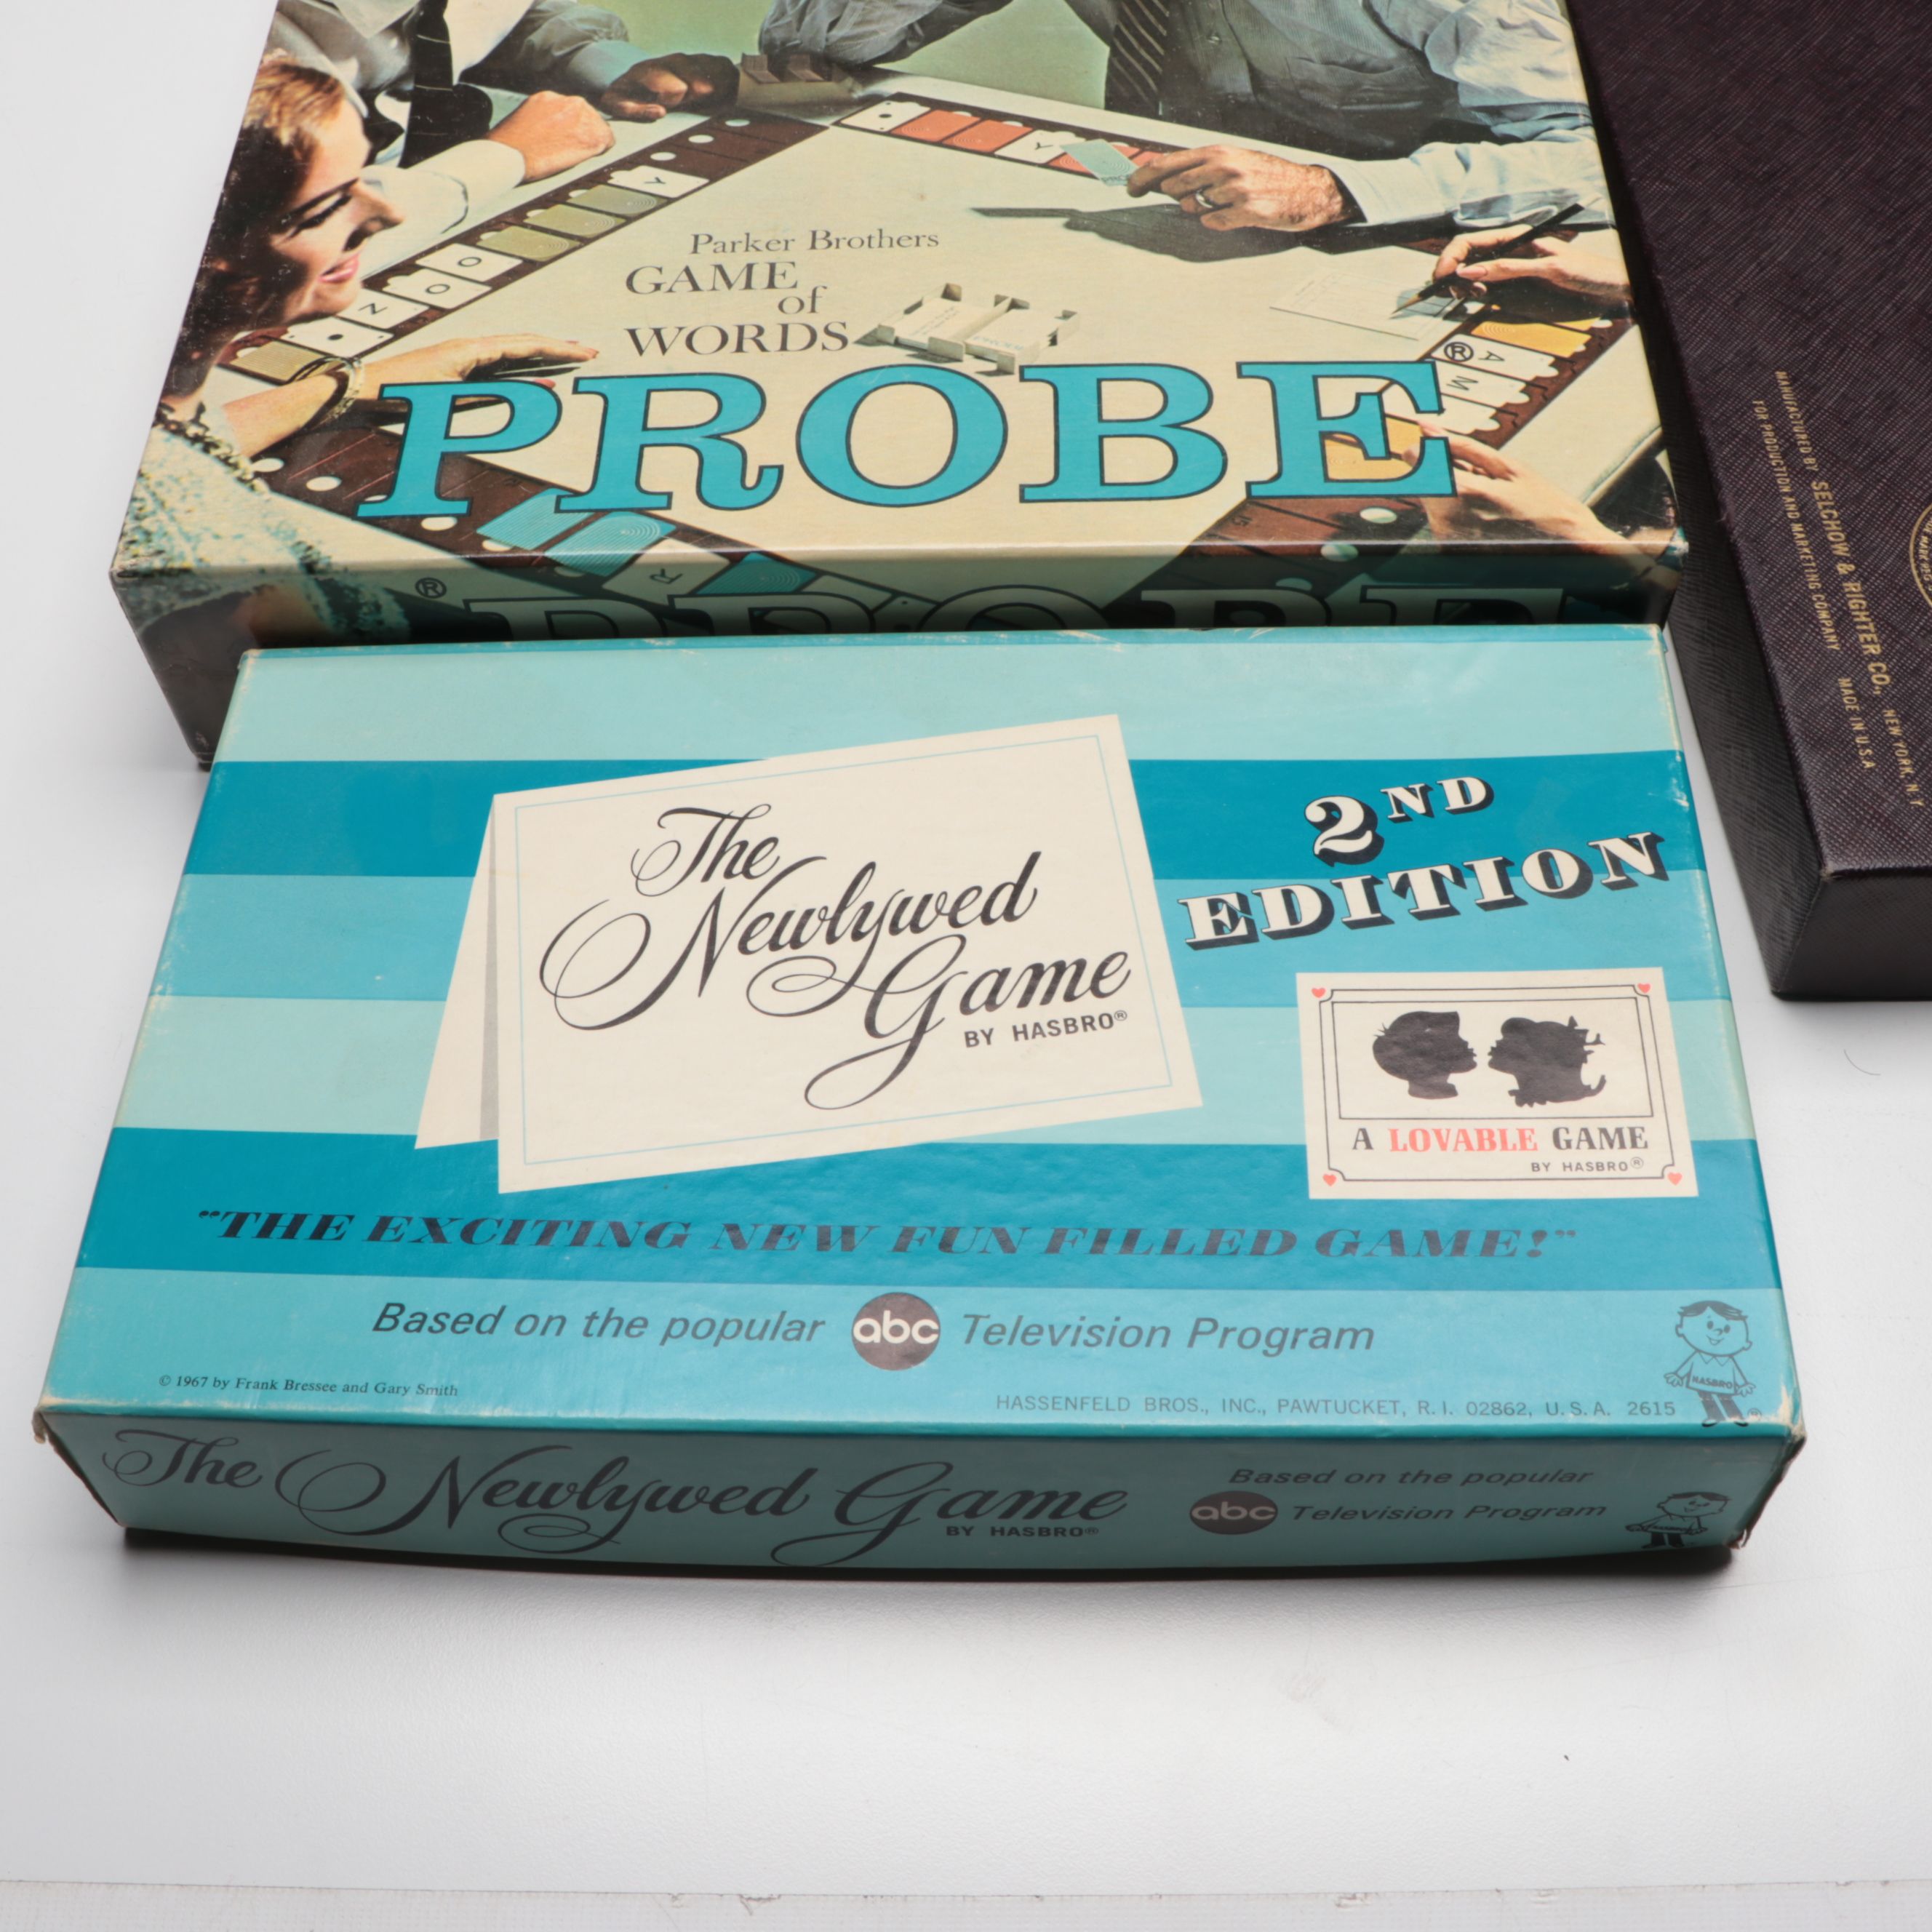 Parker Brothers
GAME
of
WORDS
PROBE®
Y
Y
O
O
N
A
M
R
® PROBE
MANUFACTURED BY SELCHOW & RIGHTER CO., NEW YORK, N.Y.
FOR PRODUCTION AND MARKETING COMPANY MADE IN U.S.A
The
Newlywed
Game
BY HASBRO®
2ND
EDITION
A LOVABLE GAME
BY HASBRO®
"THE EXCITING NEW FUN FILLED GAME!"
Based on the popular abc Television Program
© 1967 by Frank Bressee and Gary Smith
HASSENFELD BROS., INC., PAWTUCKET, R.I. 02862, U.S.A. 2615
HASBRO
®
The Newlywed Game
BY HASBRO®
Based on the popular
abc Television Program